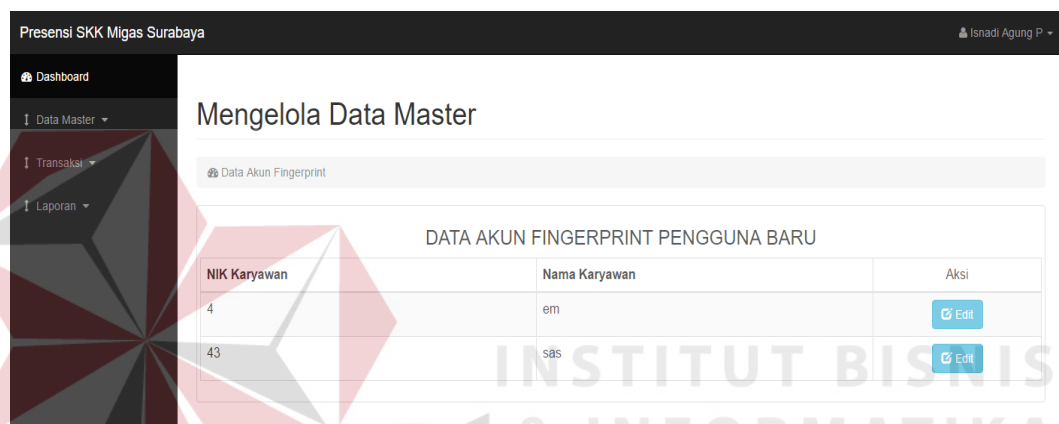 Presensi SKK Migas Surabaya
Isnadi Agung P
Dashboard
Data Master
Transaksi
Laporan
Mengelola Data Master
Data Akun Fingerprint
DATA AKUN FINGERPRINT PENGGUNA BARU
NIK Karyawan Nama Karyawan Aksi
4 em Edit
43 sas Edit
INSTITUT BISNIS
& INFORMATIKA